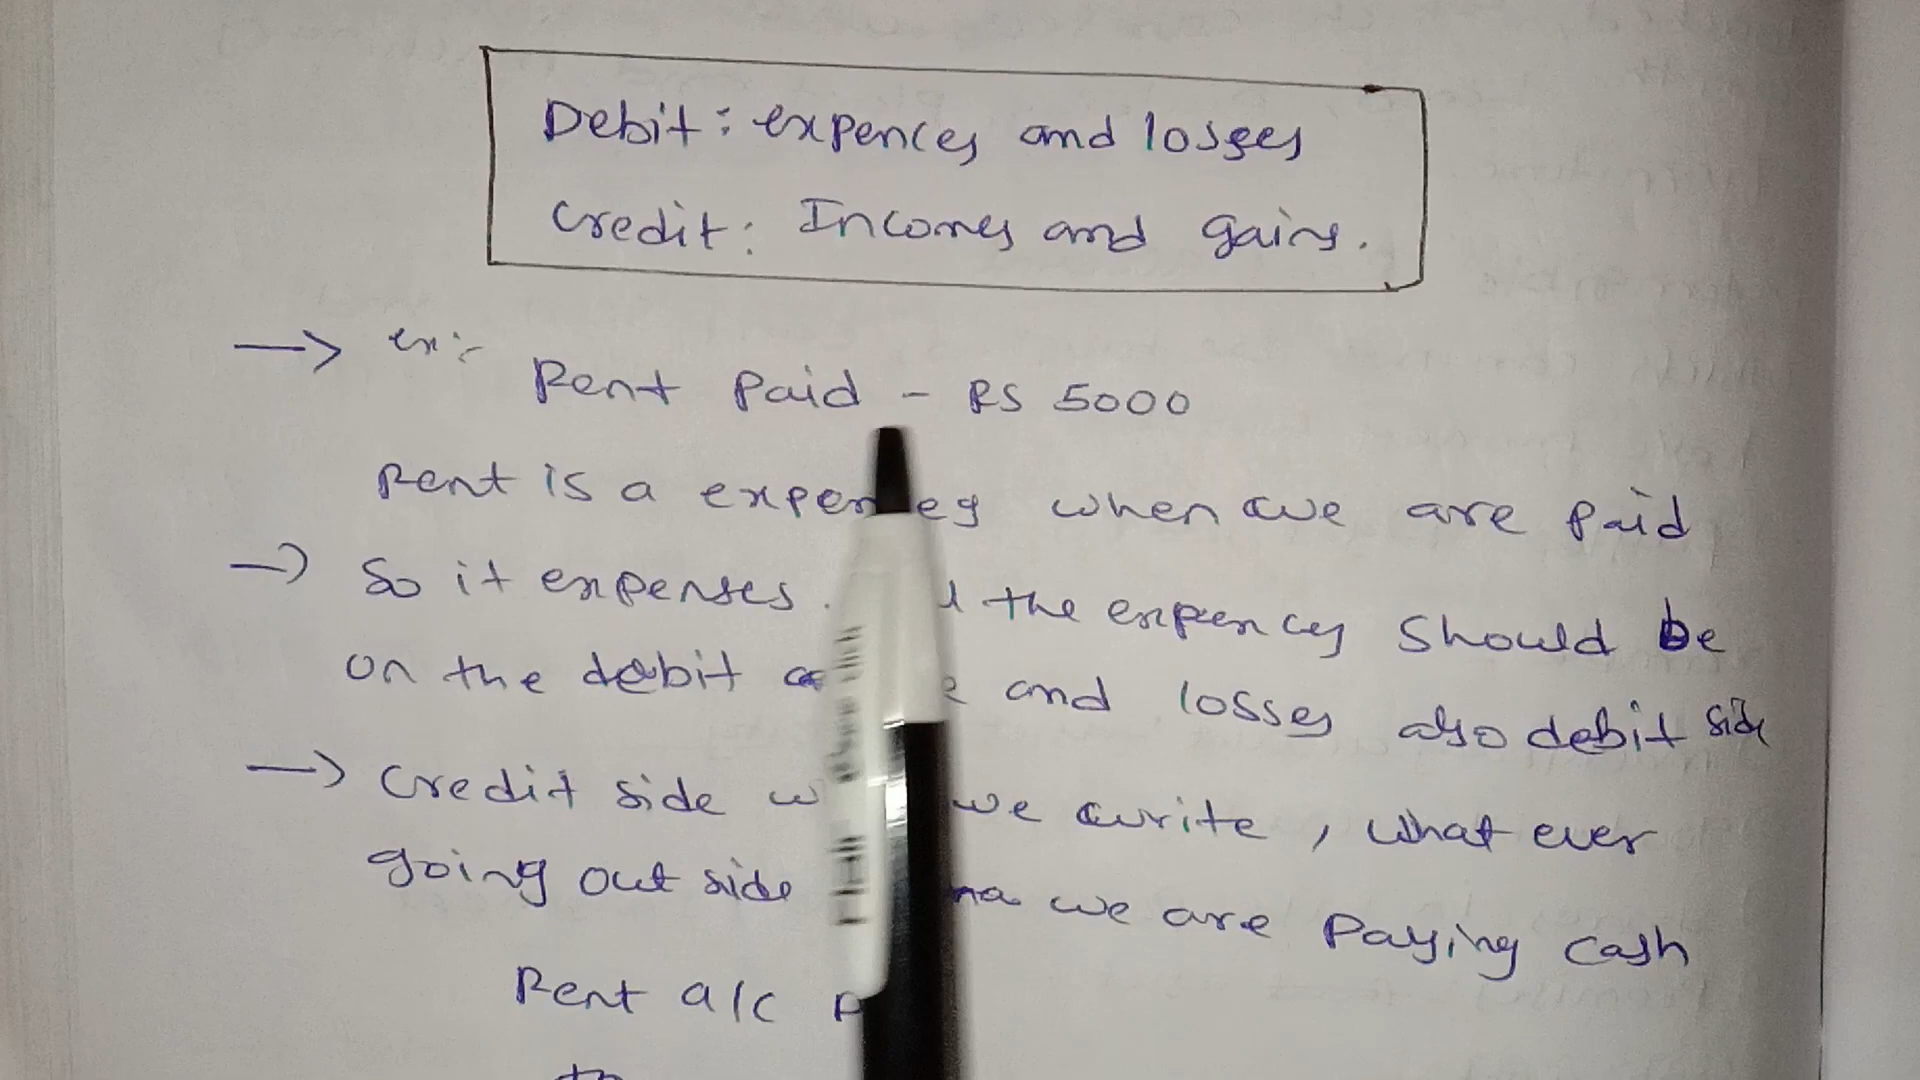 Debit: expences and losses
Credit: Incomes and gains.
→ ex:-
Rent Paid - RS 5000
Rent is a expences when we are paid
→ So it expenses. the expences should be
on the debit and losses also debit side
→ Credit side we write, what ever
going out side we are Paying cash
Rent a/c